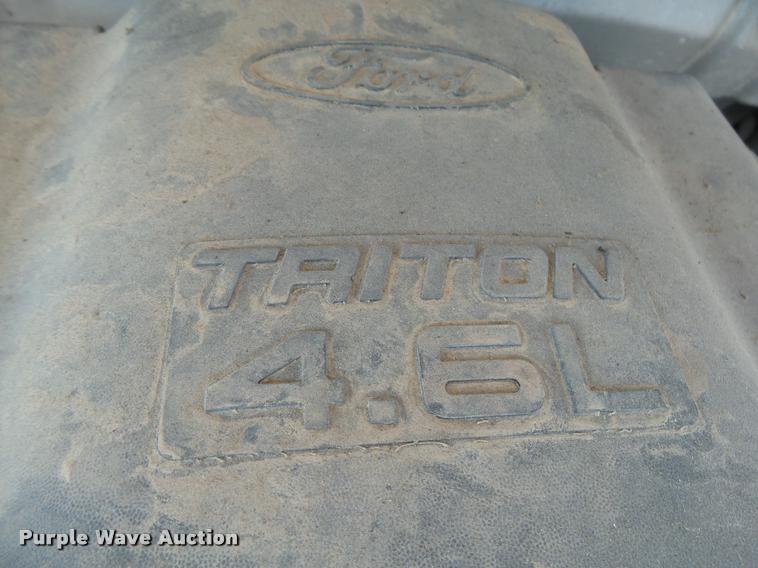 Ford
TRITON
4.6L
Purple Wave Auction